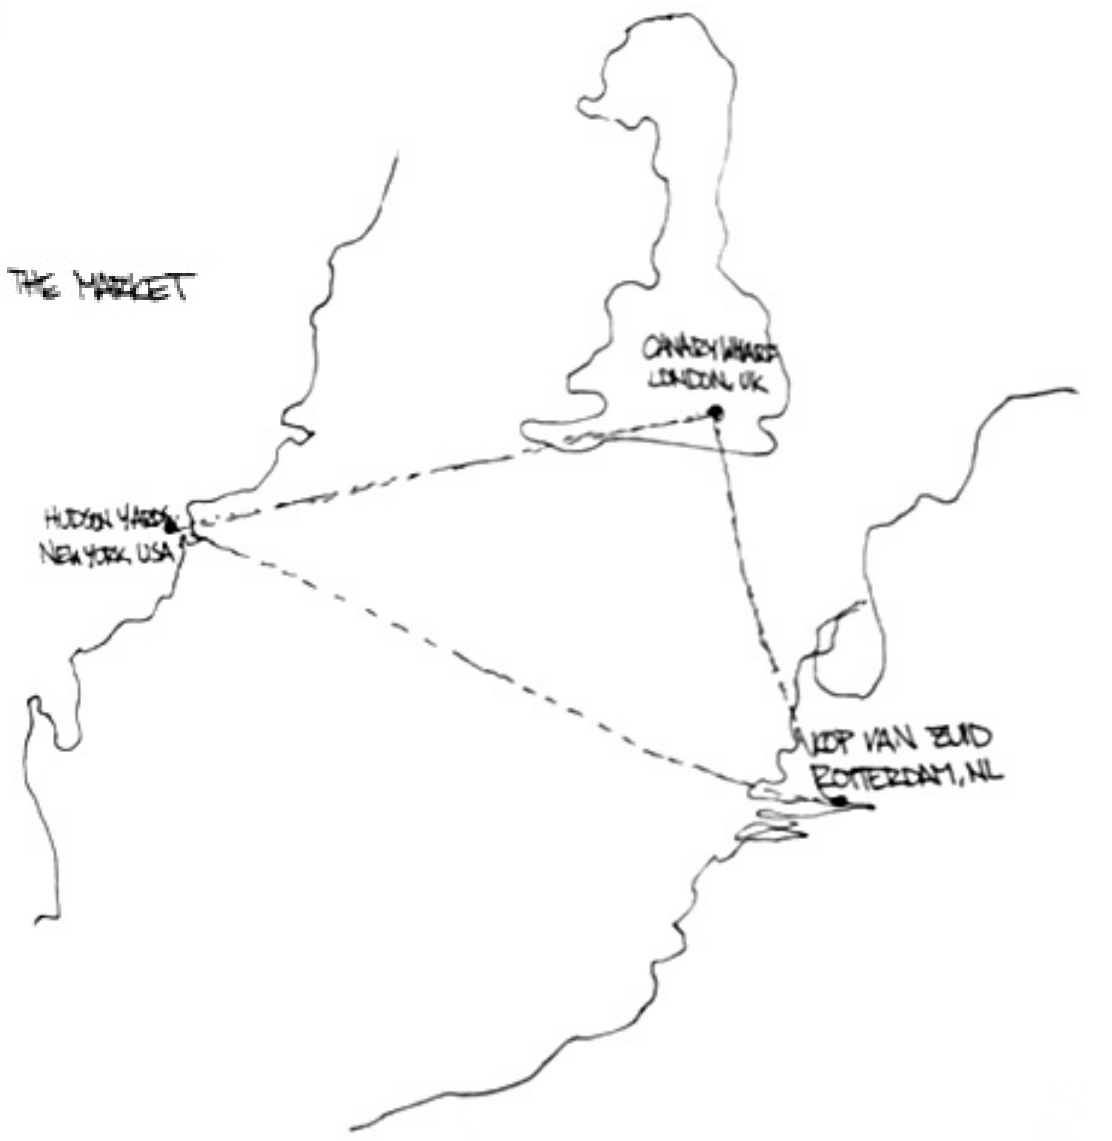 THE MARKET
CANARY WHARF
LONDON, UK
HUDSON YARDS
NEW YORK, USA
KOP VAN ZUID
ROTTERDAM, NL